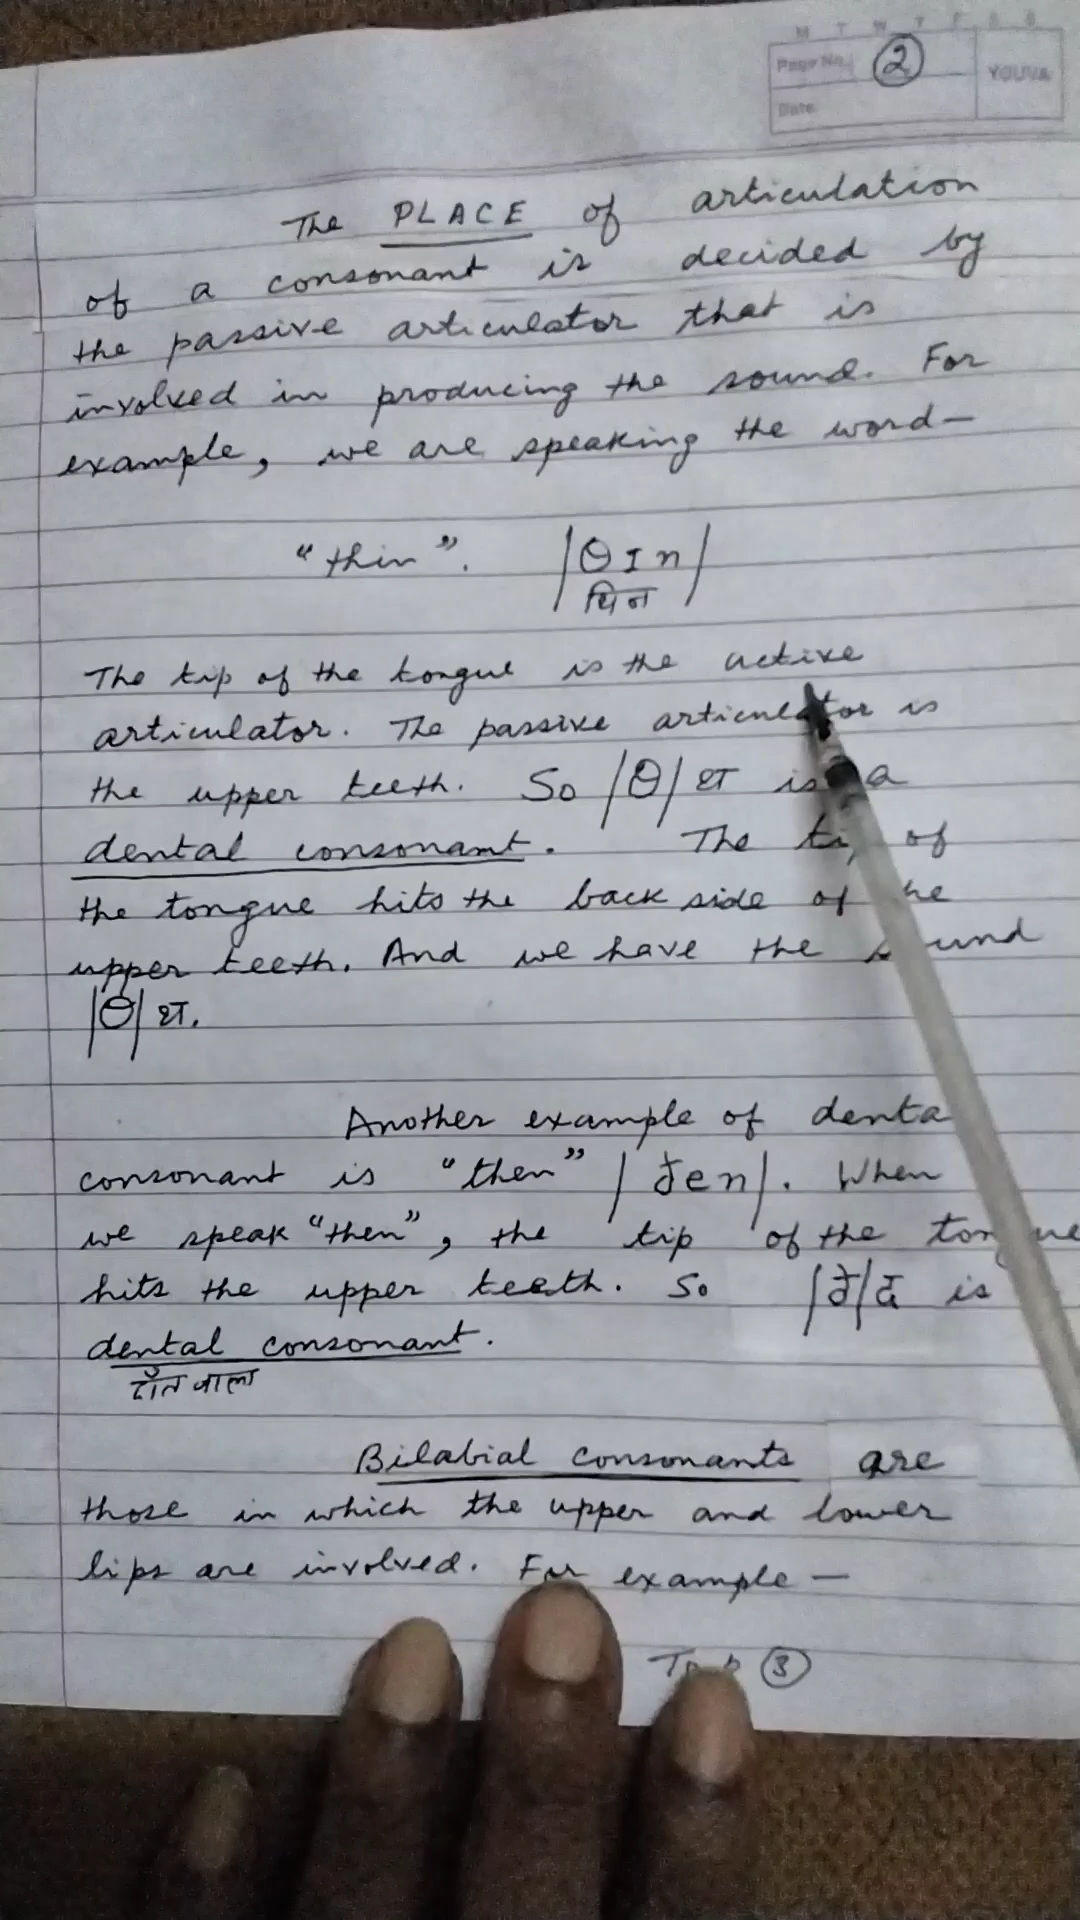 M T W T F S S
Page No. 2 YOUVA
Date
The PLACE of articulation
of a consonant is decided by
the passive articulator that is
involved in producing the sound. For
example, we are speaking the word—
"thin". /θɪn/
थिन
The tip of the tongue is the active
articulator. The passive articulator is
the upper teeth. So /θ/ थ is a
dental consonant. The tip of
the tongue hits the back side of the
upper teeth. And we have the sound
/θ/ थ.
Another example of denta
consonant is "then" /ðen/. When
we speak "then", the tip of the tongue
hits the upper teeth. So /ð/ द is
dental consonant.
दाँत वाला
Bilabial consonants are
those in which the upper and lower
lips are involved. For example—
3